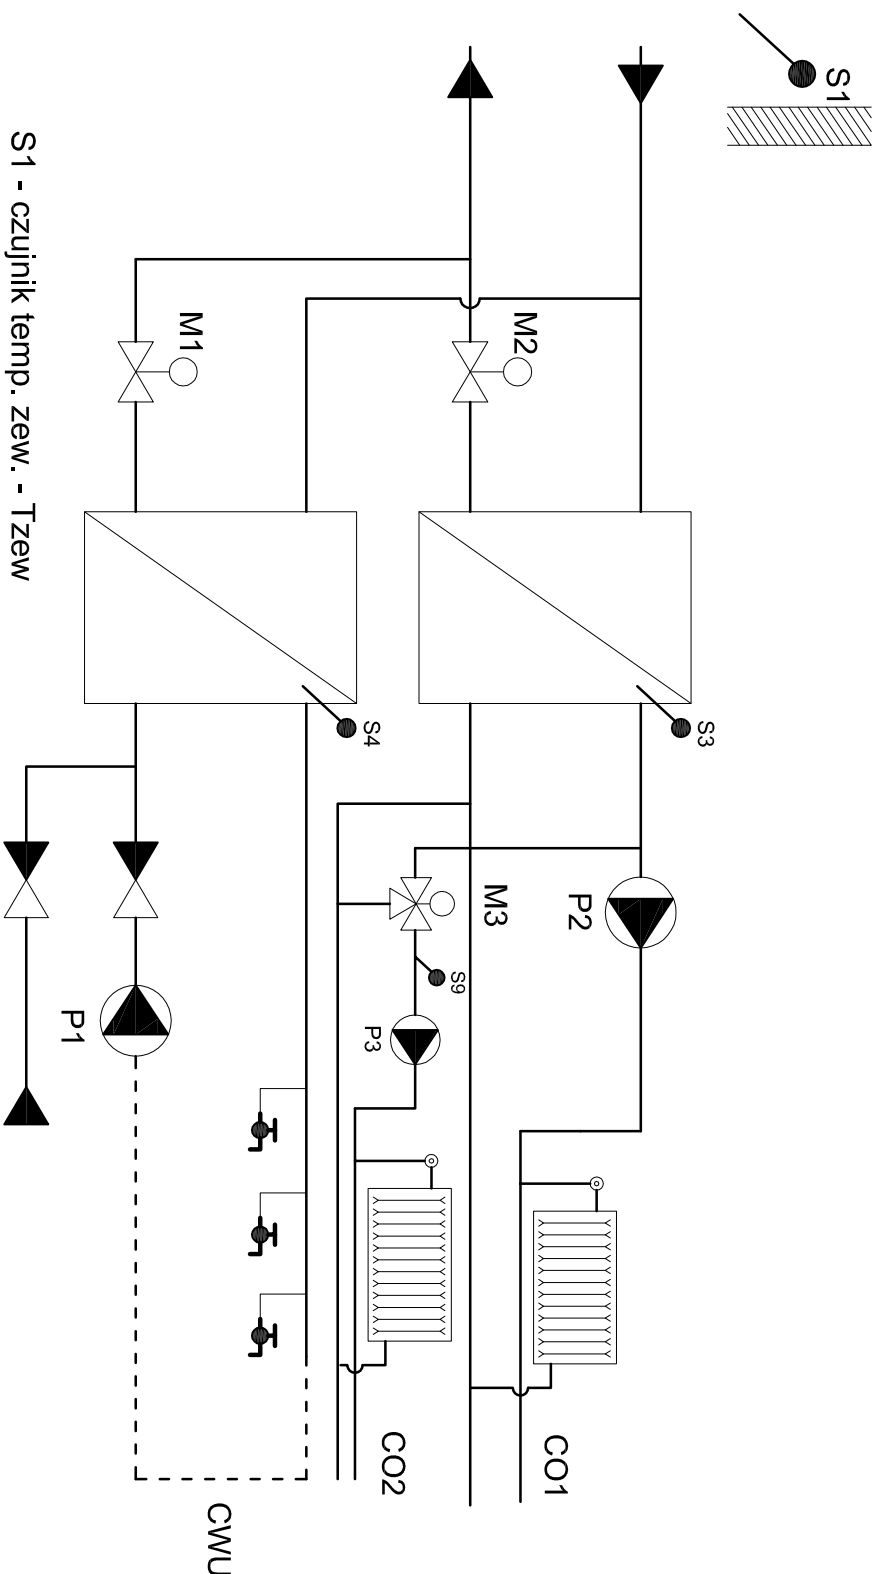 S1
M2
M1
S3
S4
P2
M3
S9
P3
P1
CO1
CO2
CWU
S1 - czujnik temp. zew. - Tzew